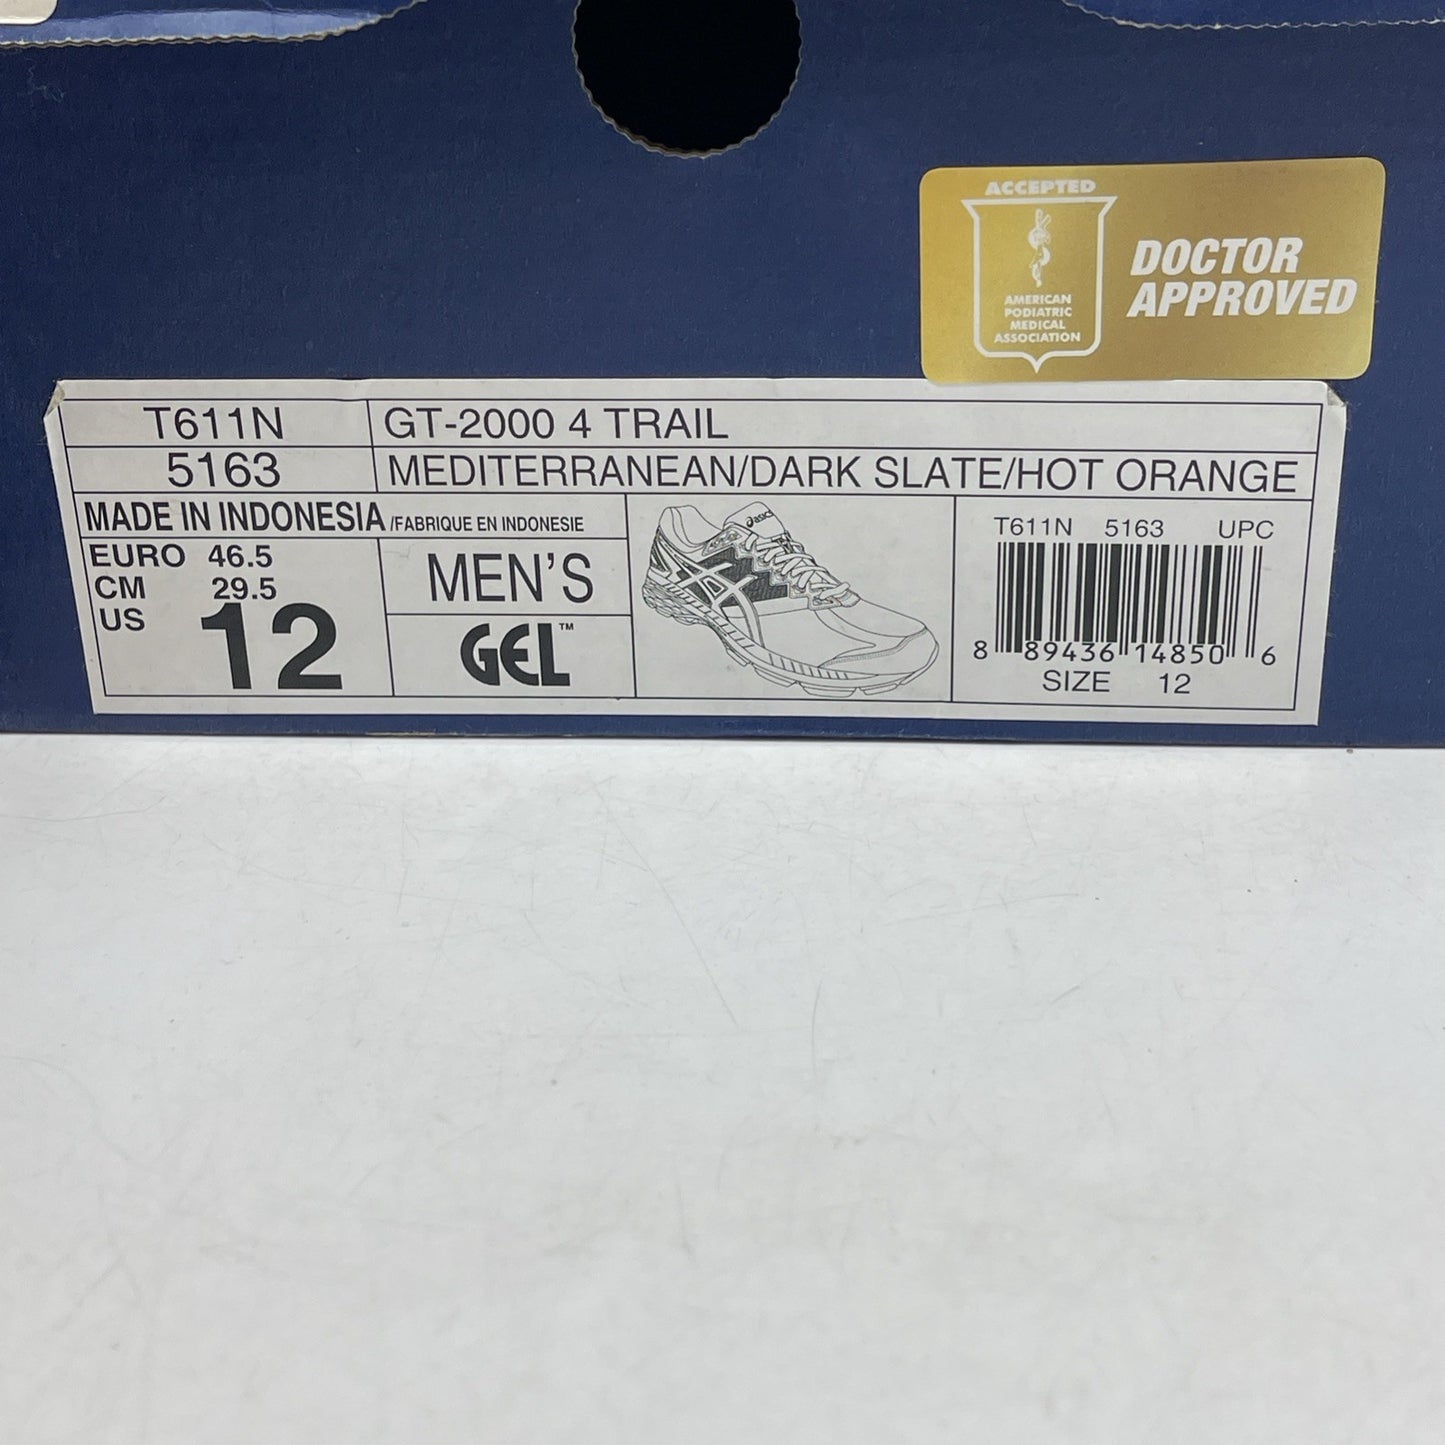 ACCEPTED
AMERICAN
PODIATRIC
MEDICAL
ASSOCIATION
DOCTOR
APPROVED
T611N GT-2000 4 TRAIL
5163 MEDITERRANEAN/DARK SLATE/HOT ORANGE
MADE IN INDONESIA /FABRIQUE EN INDONESIE
EURO 46.5
CM 29.5
US 12
MEN'S
GEL™
asics
T611N 5163 UPC
8 89436 14850 6
SIZE 12